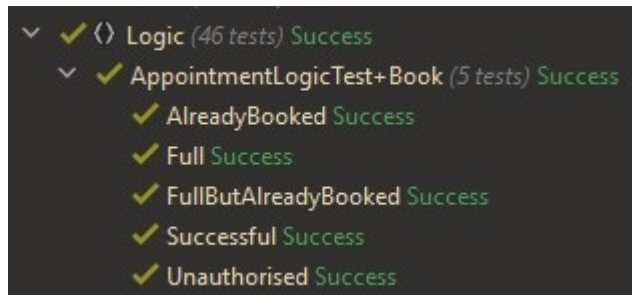 Logic (46 tests) Success
AppointmentLogicTest+Book (5 tests) Success
AlreadyBooked Success
Full Success
FullButAlreadyBooked Success
Successful Success
Unauthorised Success